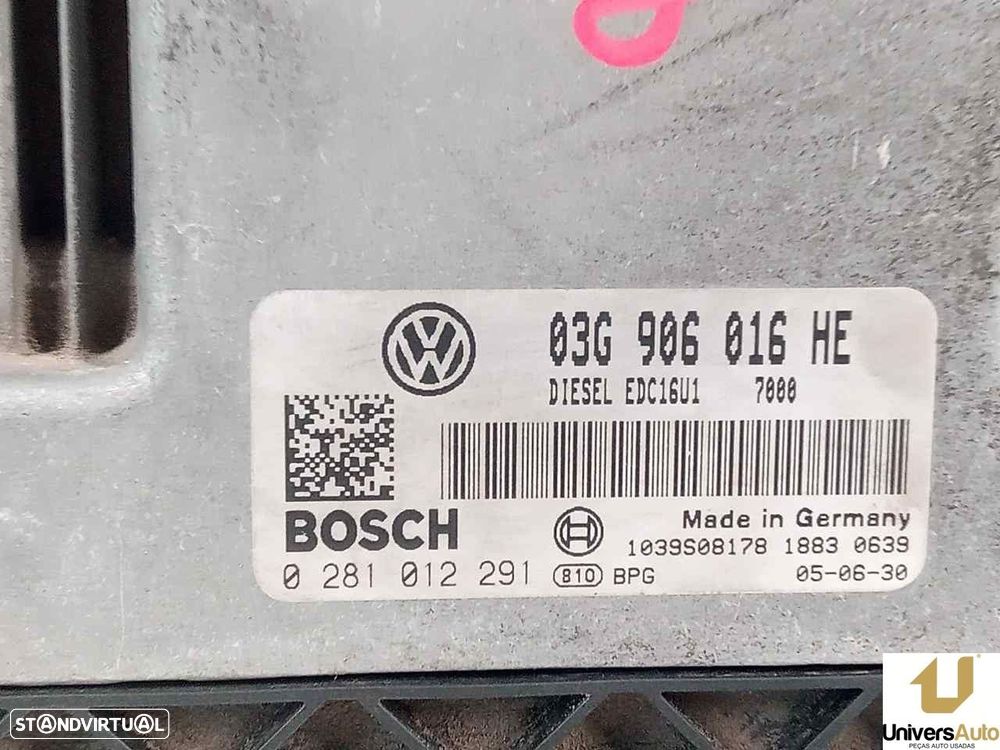 03G 906 016 HE
DIESEL EDC16U1 7000
BOSCH
Made in Germany
1039S08178 1883 0639
0 281 012 291 810 BPG 05-06-30
STANDVIRTUAL
UniversAuto
PEÇAS AUTO USADAS